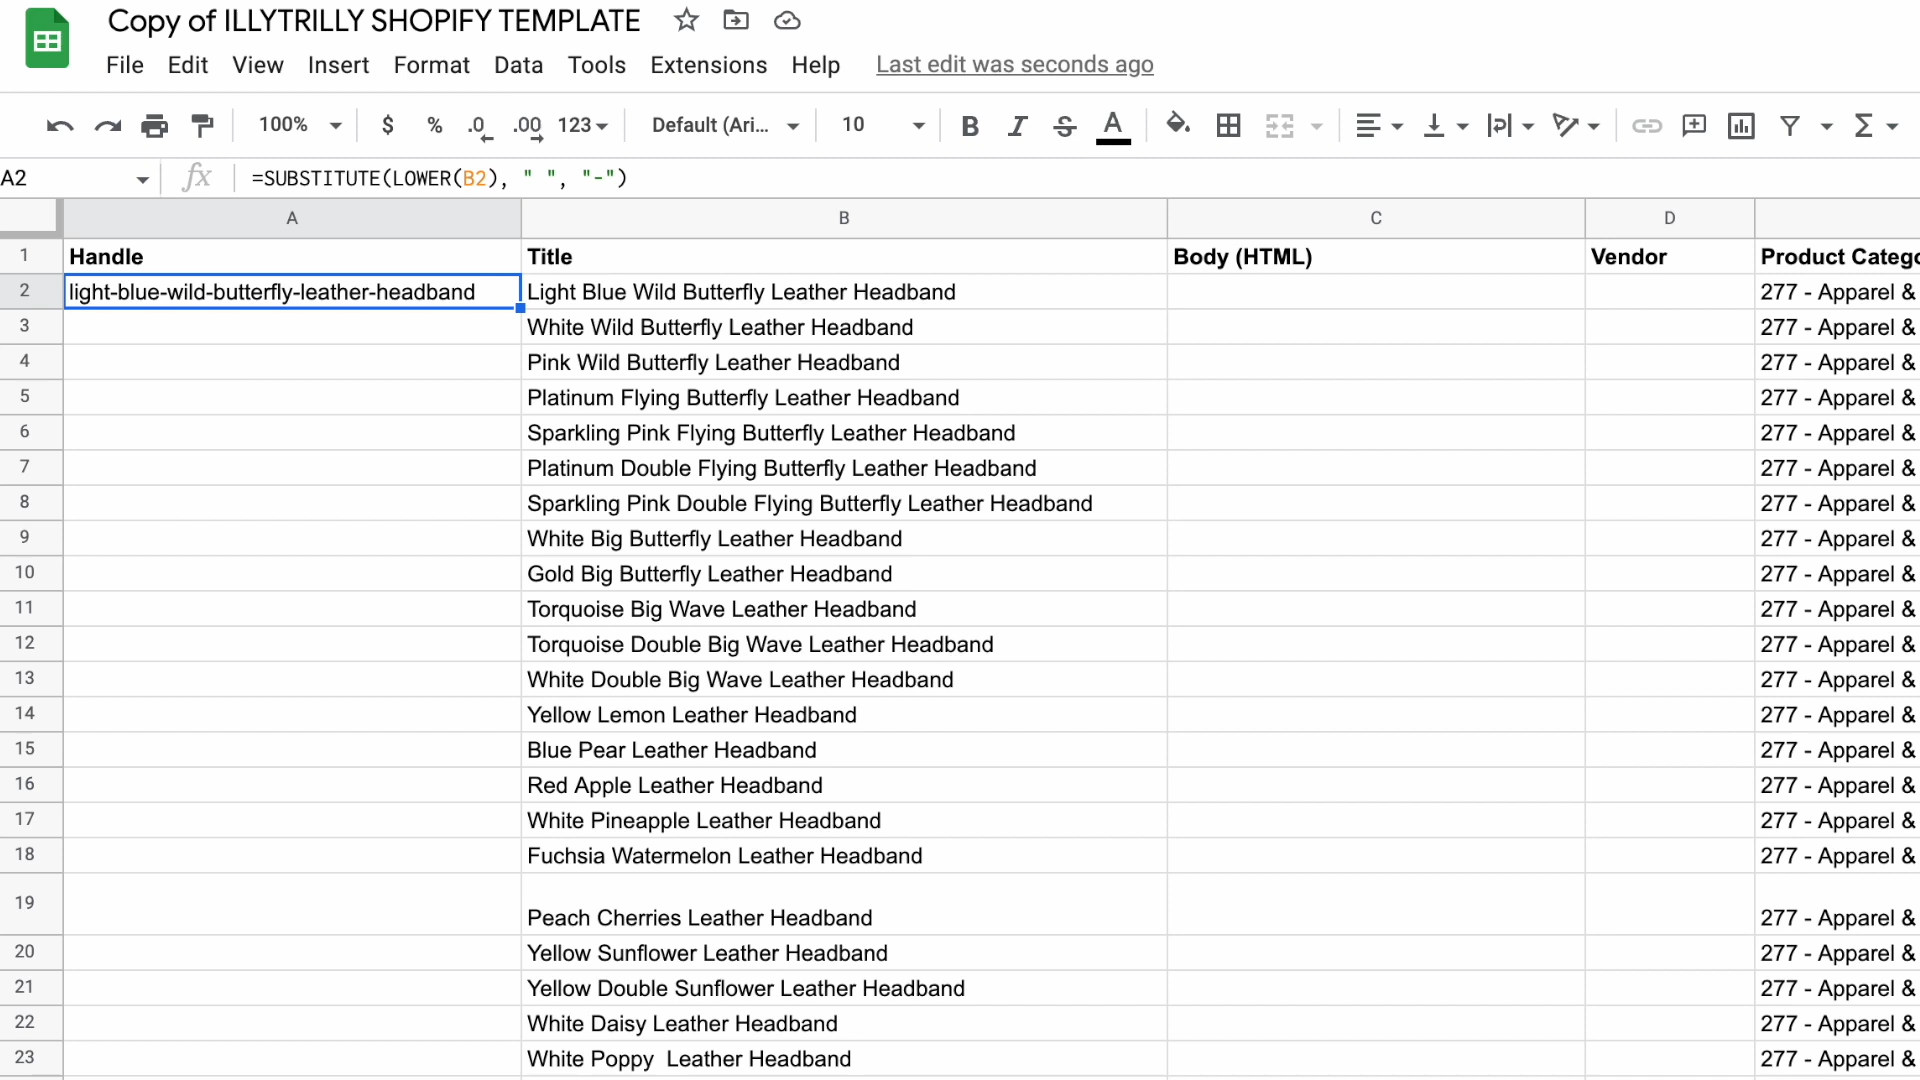 Copy of ILLYTRILLY SHOPIFY TEMPLATE
File Edit View Insert Format Data Tools Extensions Help Last edit was seconds ago
100% $ % .0 .00 123 Default (Ari... 10 B I S A
A2 fx =SUBSTITUTE(LOWER(B2), " ", "-")
A B C D
1 Handle Title Body (HTML) Vendor Product Catego
2 light-blue-wild-butterfly-leather-headband Light Blue Wild Butterfly Leather Headband 277 - Apparel &
3 White Wild Butterfly Leather Headband 277 - Apparel &
4 Pink Wild Butterfly Leather Headband 277 - Apparel &
5 Platinum Flying Butterfly Leather Headband 277 - Apparel &
6 Sparkling Pink Flying Butterfly Leather Headband 277 - Apparel &
7 Platinum Double Flying Butterfly Leather Headband 277 - Apparel &
8 Sparkling Pink Double Flying Butterfly Leather Headband 277 - Apparel &
9 White Big Butterfly Leather Headband 277 - Apparel &
10 Gold Big Butterfly Leather Headband 277 - Apparel &
11 Torquoise Big Wave Leather Headband 277 - Apparel &
12 Torquoise Double Big Wave Leather Headband 277 - Apparel &
13 White Double Big Wave Leather Headband 277 - Apparel &
14 Yellow Lemon Leather Headband 277 - Apparel &
15 Blue Pear Leather Headband 277 - Apparel &
16 Red Apple Leather Headband 277 - Apparel &
17 White Pineapple Leather Headband 277 - Apparel &
18 Fuchsia Watermelon Leather Headband 277 - Apparel &
19 Peach Cherries Leather Headband 277 - Apparel &
20 Yellow Sunflower Leather Headband 277 - Apparel &
21 Yellow Double Sunflower Leather Headband 277 - Apparel &
22 White Daisy Leather Headband 277 - Apparel &
23 White Poppy  Leather Headband 277 - Apparel &